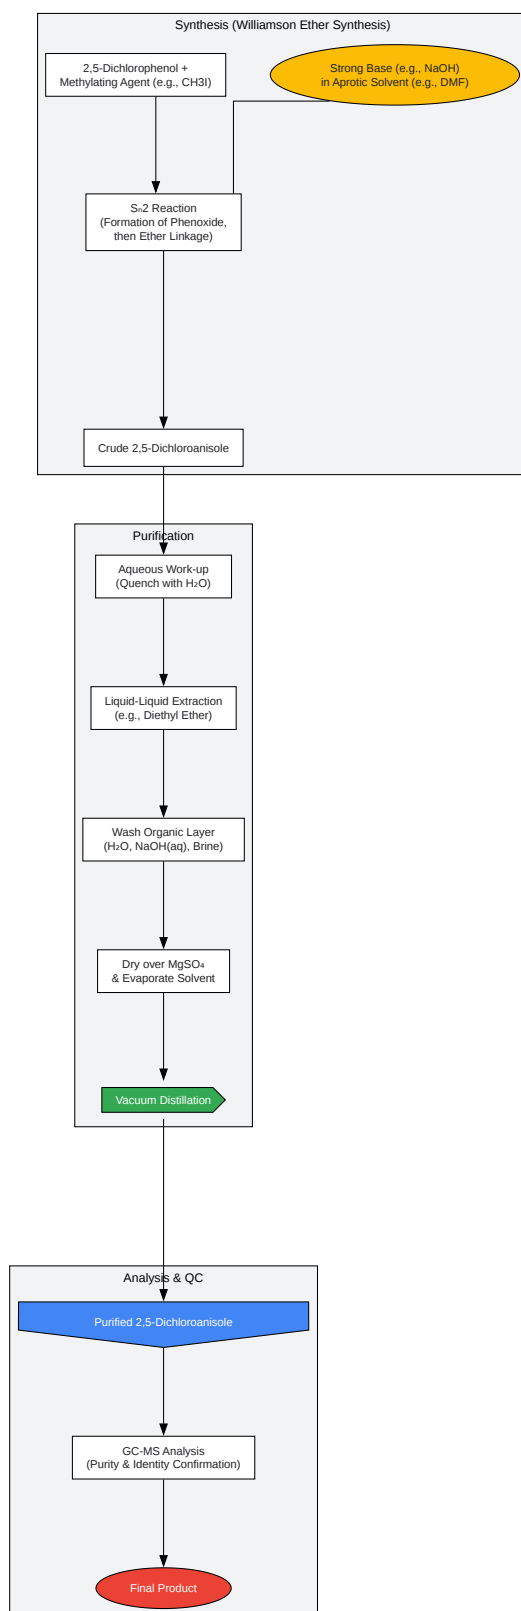 Synthesis (Williamson Ether Synthesis)
2,5-Dichlorophenol +
Methylating Agent (e.g., CH3I)
Strong Base (e.g., NaOH)
in Aprotic Solvent (e.g., DMF)
Sₙ2 Reaction
(Formation of Phenoxide,
then Ether Linkage)
Crude 2,5-Dichloroanisole
Purification
Aqueous Work-up
(Quench with H₂O)
Liquid-Liquid Extraction
(e.g., Diethyl Ether)
Wash Organic Layer
(H₂O, NaOH(aq), Brine)
Dry over MgSO₄
& Evaporate Solvent
Vacuum Distillation
Analysis & QC
Purified 2,5-Dichloroanisole
GC-MS Analysis
(Purity & Identity Confirmation)
Final Product